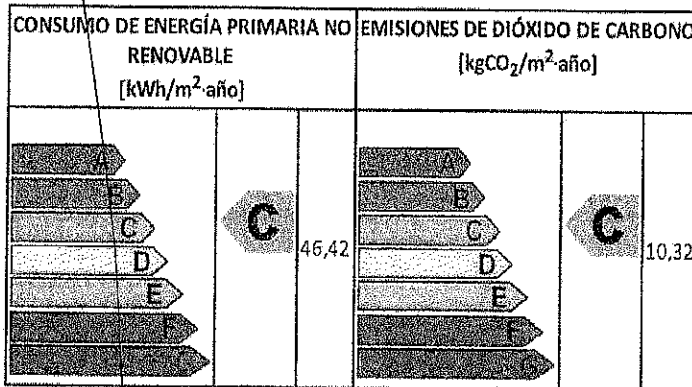 CONSUMO DE ENERGÍA PRIMARIA NO
RENOVABLE
[kWh/m²·año]
A
B
C
D
E
F
G
C
46,42
EMISIONES DE DIÓXIDO DE CARBONO
[kgCO₂/m²·año]
A
B
C
D
E
F
G
C
10,32